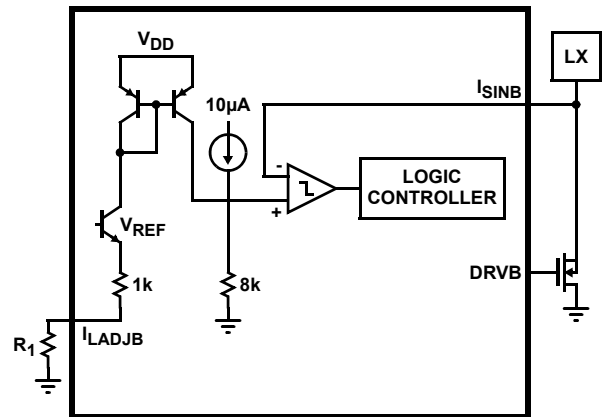 VDD
LX
ISINB
10µA
-
LOGIC
CONTROLLER
+
VREF
DRVB
1k
8k
ILADJB
R1